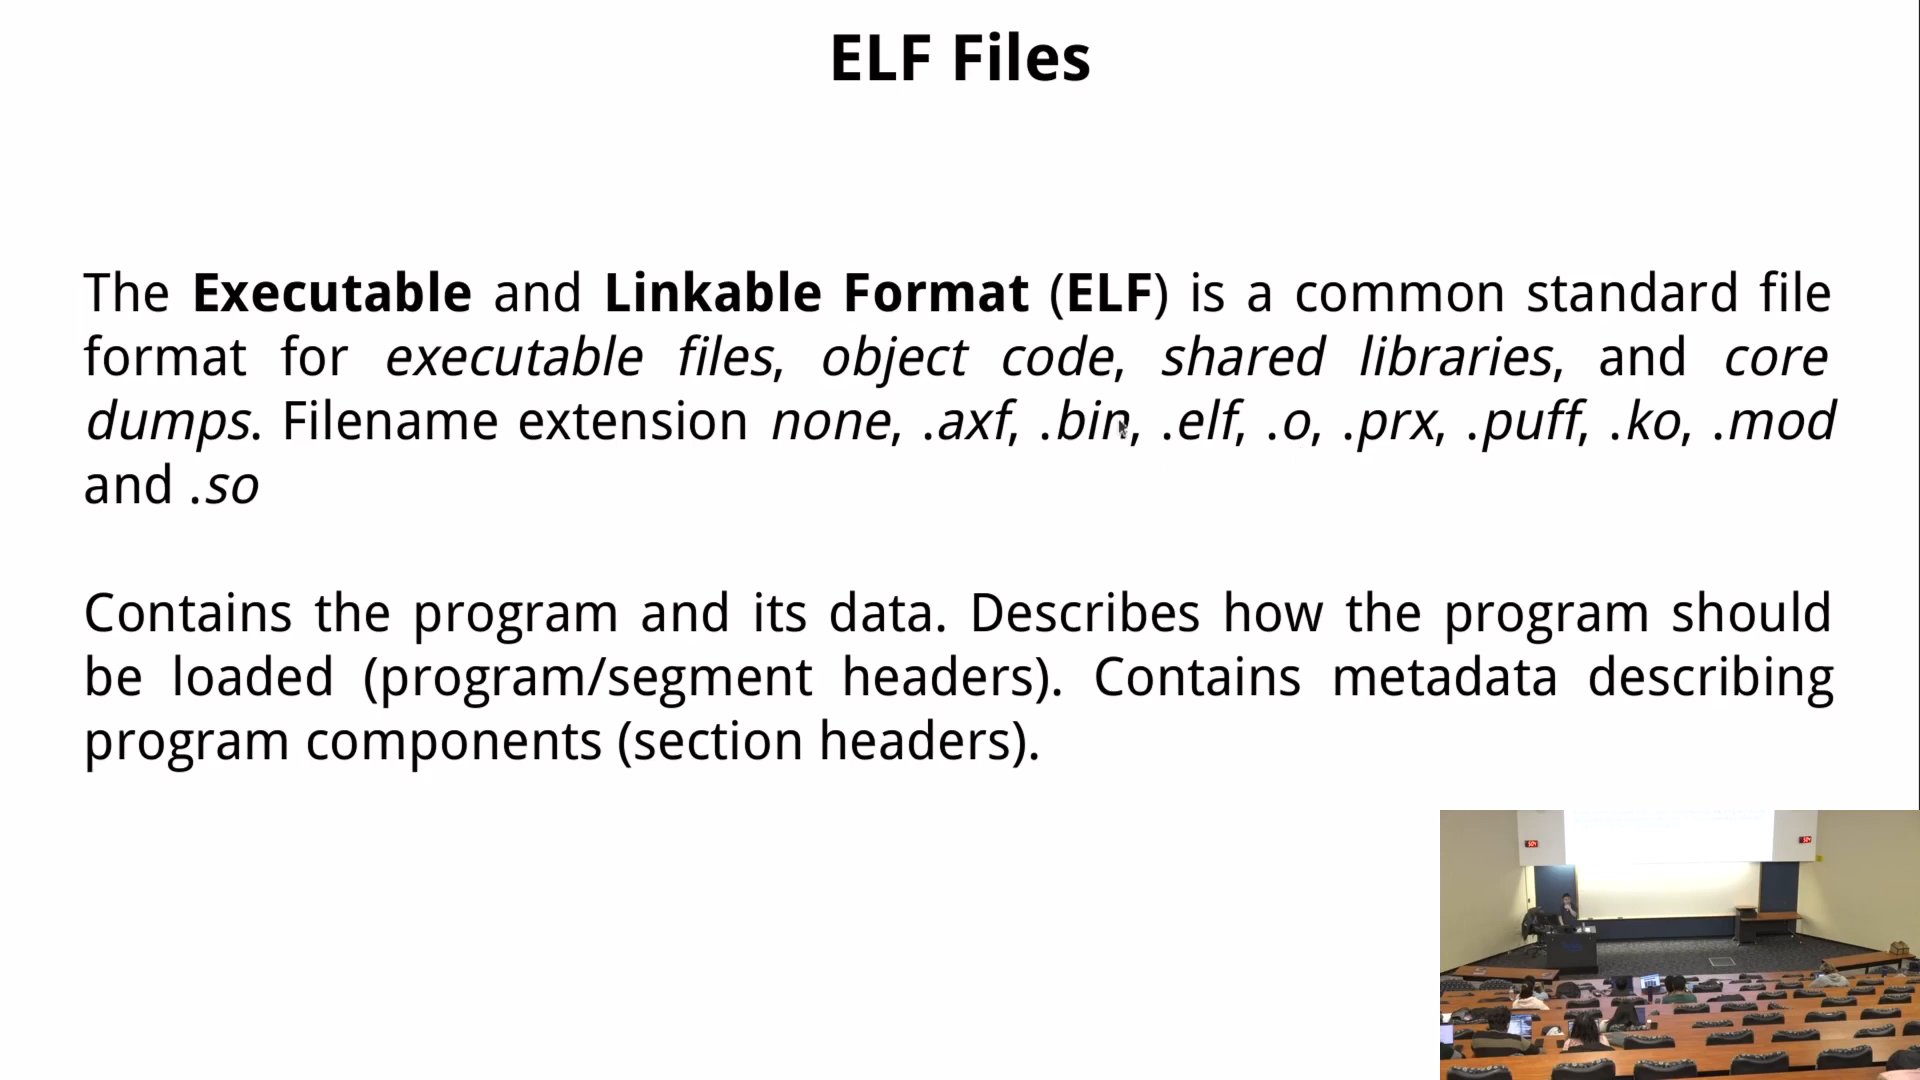 ELF Files
The Executable and Linkable Format (ELF) is a common standard file
format for executable files, object code, shared libraries, and core
dumps. Filename extension none, .axf, .bin, .elf, .o, .prx, .puff, .ko, .mod
and .so
Contains the program and its data. Describes how the program should
be loaded (program/segment headers). Contains metadata describing
program components (section headers).